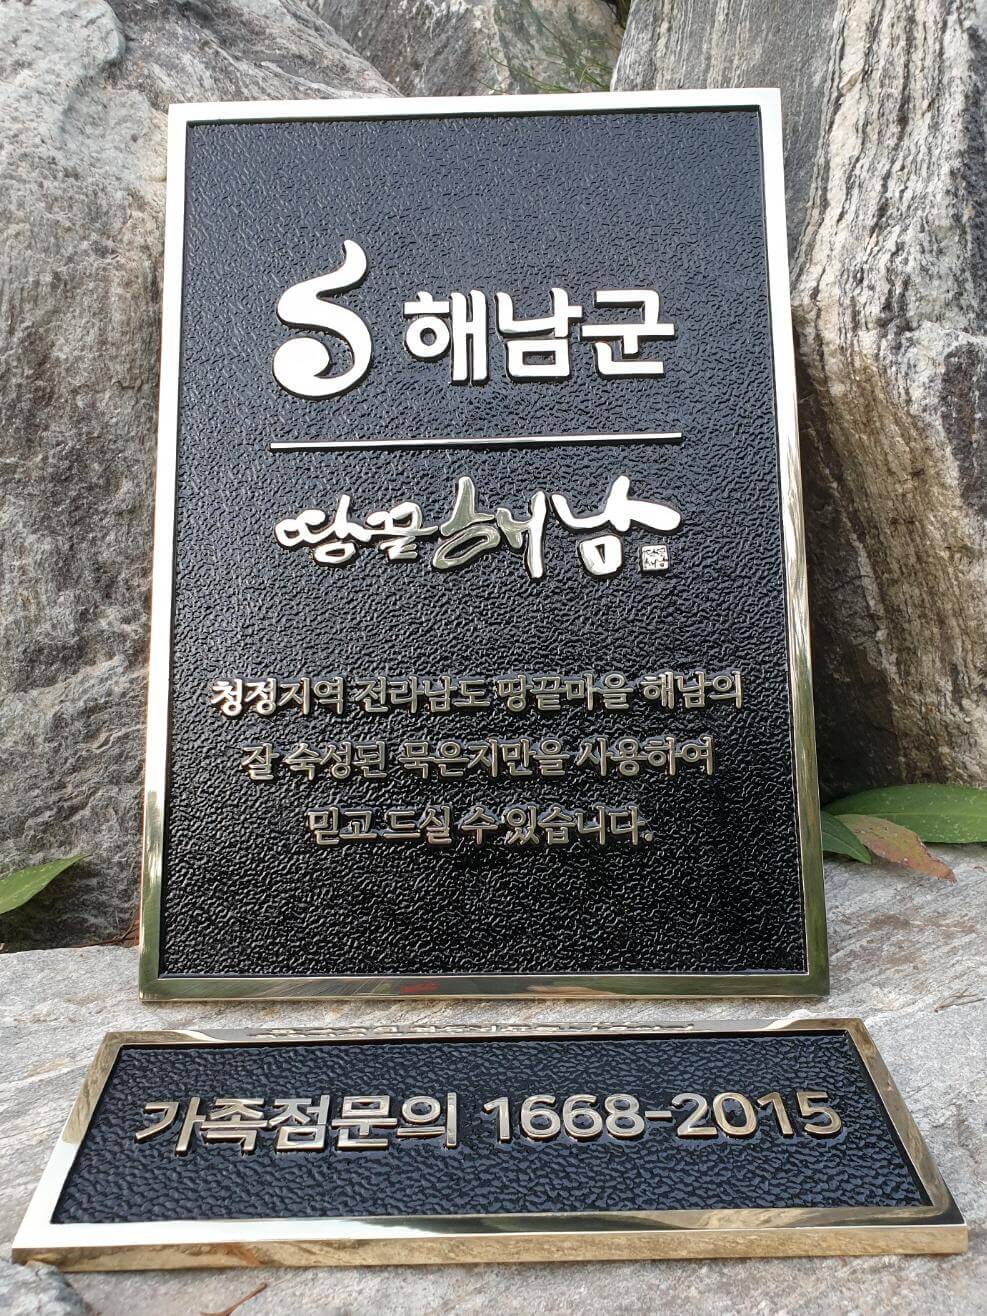 해남군
땅끝해남
청정지역 전라남도 땅끝마을 해남의
잘 숙성된 묵은지만을 사용하여
믿고 드실 수 있습니다.
가족점문의 1668-2015